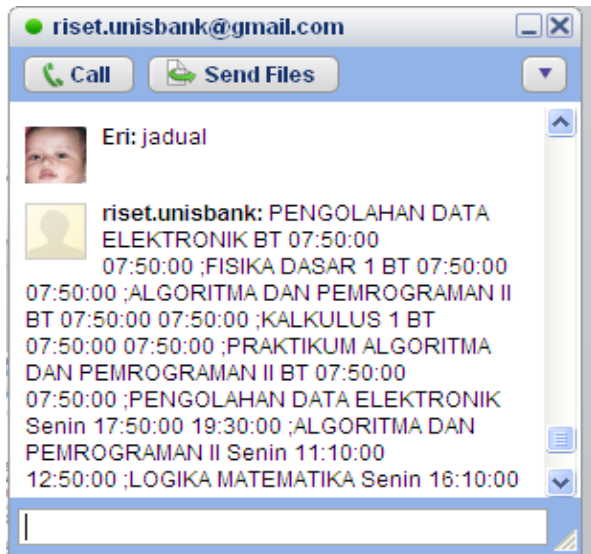 riset.unisbank@gmail.com
Call
Send Files
Eri: jadual
riset.unisbank: PENGOLAHAN DATA
ELEKTRONIK BT 07:50:00
07:50:00 ;FISIKA DASAR 1 BT 07:50:00
07:50:00 ;ALGORITMA DAN PEMROGRAMAN II
BT 07:50:00 07:50:00 ;KALKULUS 1 BT
07:50:00 07:50:00 ;PRAKTIKUM ALGORITMA
DAN PEMROGRAMAN II BT 07:50:00
07:50:00 ;PENGOLAHAN DATA ELEKTRONIK
Senin 17:50:00 19:30:00 ;ALGORITMA DAN
PEMROGRAMAN II Senin 11:10:00
12:50:00 ;LOGIKA MATEMATIKA Senin 16:10:00